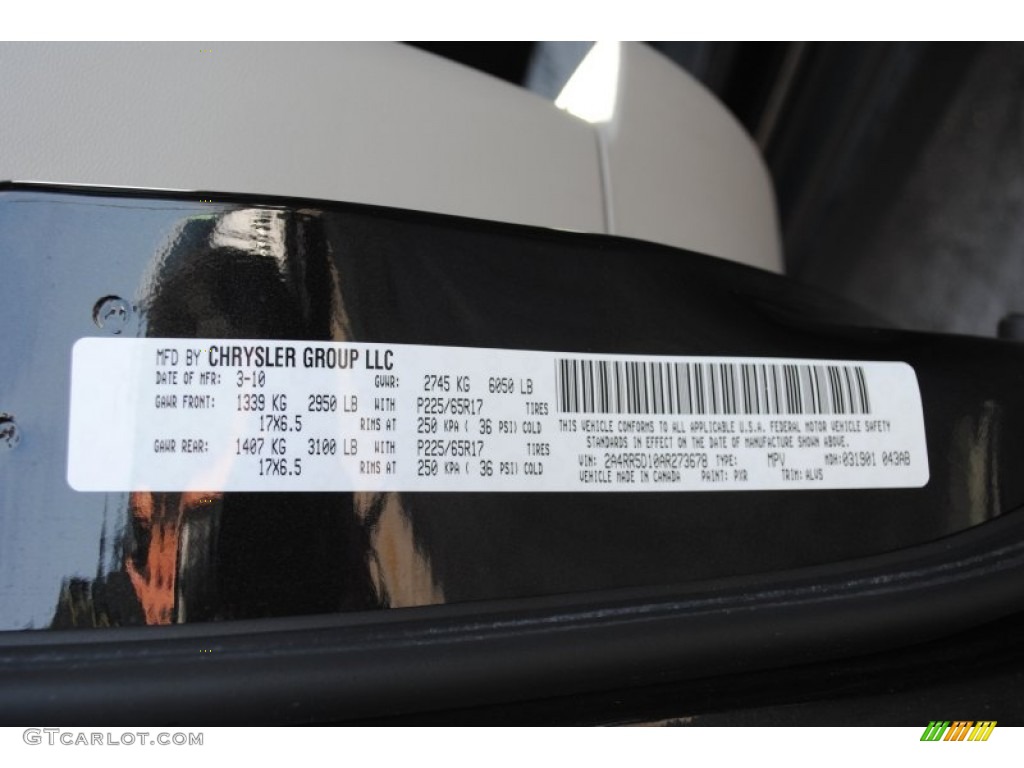 MFD BY CHRYSLER GROUP LLC
DATE OF MFR: 3-10 GVWR: 2745 KG 6050 LB
GAWR FRONT: 1339 KG 2950 LB WITH P225/65R17 TIRES
17X6.5 RIMS AT 250 KPA ( 36 PSI) COLD
GAWR REAR: 1407 KG 3100 LB WITH P225/65R17 TIRES
17X6.5 RIMS AT 250 KPA ( 36 PSI) COLD
THIS VEHICLE CONFORMS TO ALL APPLICABLE U.S.A. FEDERAL MOTOR VEHICLE SAFETY
STANDARDS IN EFFECT ON THE DATE OF MANUFACTURE SHOWN ABOVE.
VIN: 2A4RR5D10AR273678 TYPE: MPV MDH: 031901 043AB
VEHICLE MADE IN CANADA PAINT: PXR TRIM: ALVS
GTCARLOT.COM